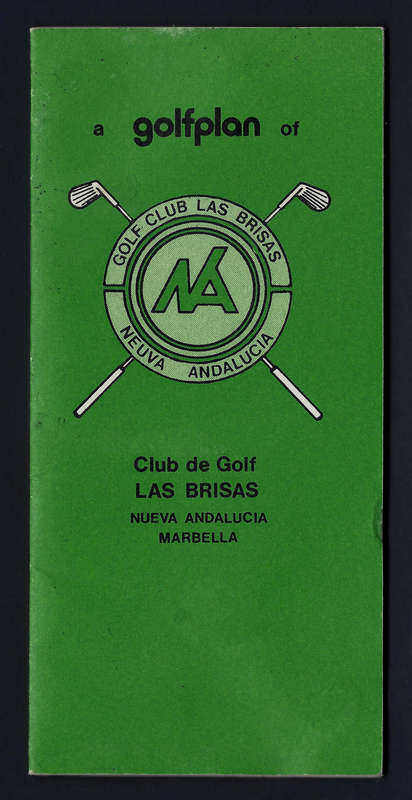 a golfplan of
GOLF CLUB LAS BRISAS
NA
NEUVA ANDALUCIA
Club de Golf
LAS BRISAS
NUEVA ANDALUCIA
MARBELLA